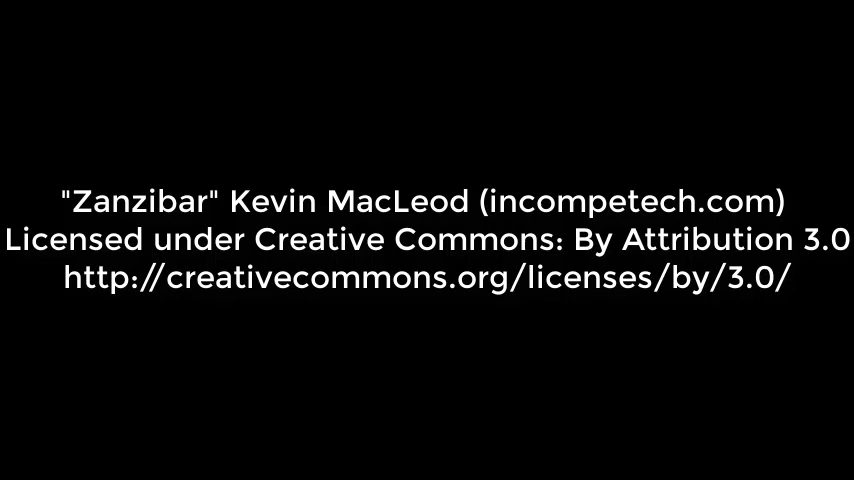 "Zanzibar" Kevin MacLeod (incompetech.com)
Licensed under Creative Commons: By Attribution 3.0
http://creativecommons.org/licenses/by/3.0/